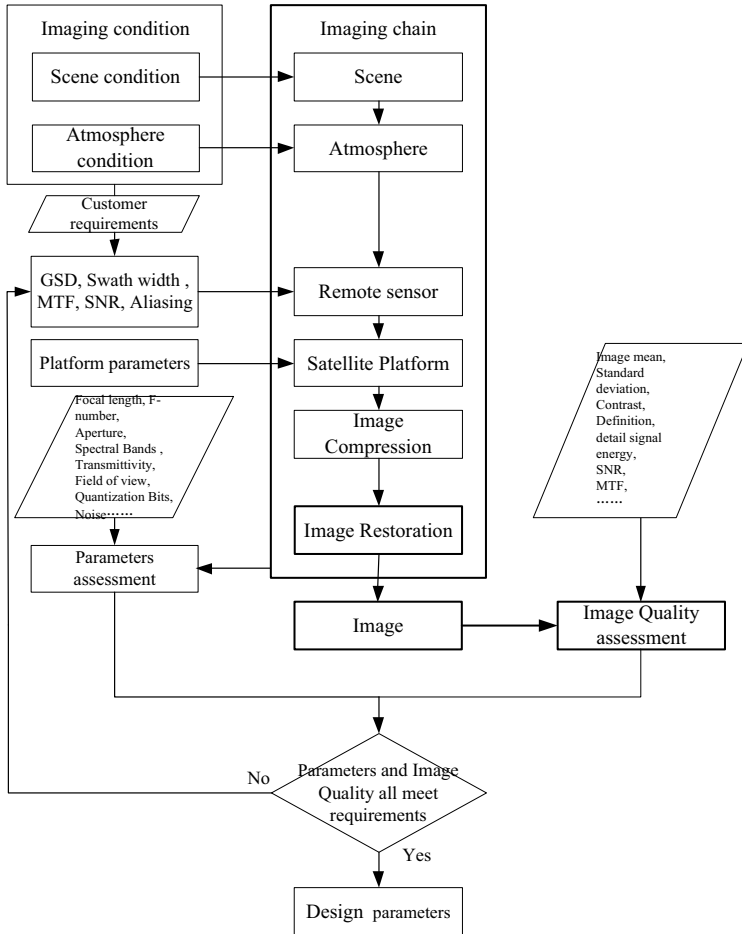 Imaging condition
Scene condition
Atmosphere
condition
Customer
requirements
GSD, Swath width ,
MTF, SNR, Aliasing
Platform parameters
Focal length, F-
number,
Aperture,
Spectral Bands ,
Transmittivity,
Field of view,
Quantization Bits,
Noise……
Parameters
assessment
Imaging chain
Scene
Atmosphere
Remote sensor
Satellite Platform
Image
Compression
Image Restoration
Image
Image mean,
Standard
deviation,
Contrast,
Definition,
detail signal
energy,
SNR,
MTF,
……
Image Quality
assessment
No
Parameters and Image
Quality all meet
requirements
Yes
Design parameters